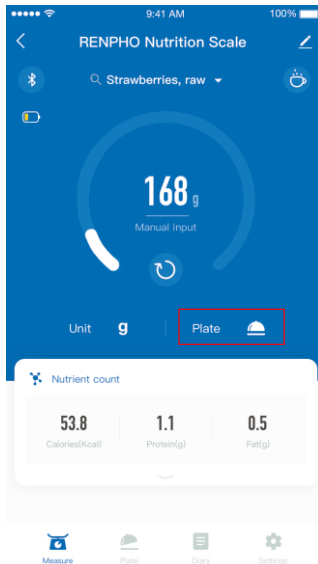 9:41 AM
100%
RENPHO Nutrition Scale
Strawberries, raw
168 g
Manual input
Unit g Plate
Nutrient count
53.8 1.1 0.5
Calories(Kcal) Protein(g) Fat(g)
Measure Plate Diary Settings